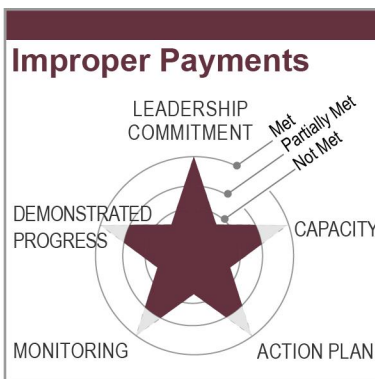 Improper Payments
LEADERSHIP
COMMITMENT
Met
Partially Met
Not Met
DEMONSTRATED
PROGRESS
CAPACITY
MONITORING
ACTION PLAN